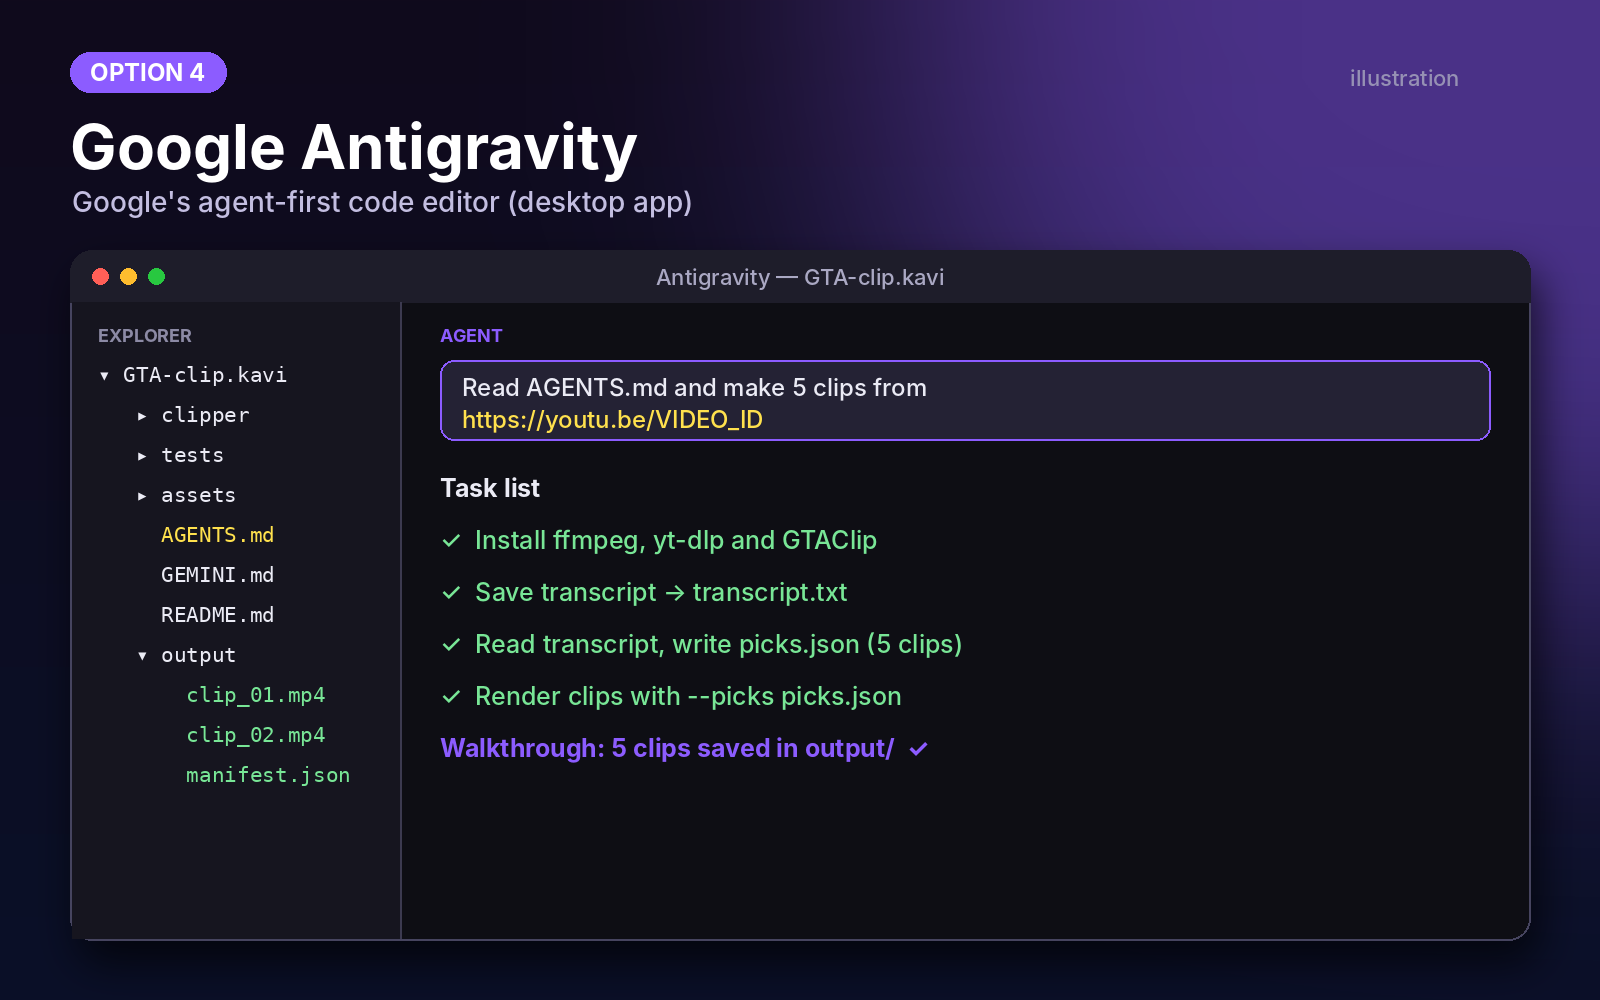 OPTION 4
illustration
Google Antigravity
Google's agent-first code editor (desktop app)
Antigravity — GTA-clip.kavi
EXPLORER
▾ GTA-clip.kavi
▸ clipper
▸ tests
▸ assets
AGENTS.md
GEMINI.md
README.md
▾ output
clip_01.mp4
clip_02.mp4
manifest.json
AGENT
Read AGENTS.md and make 5 clips from
https://youtu.be/VIDEO_ID
Task list
✓ Install ffmpeg, yt-dlp and GTAClip
✓ Save transcript → transcript.txt
✓ Read transcript, write picks.json (5 clips)
✓ Render clips with --picks picks.json
Walkthrough: 5 clips saved in output/ ✓